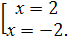 [x = 2
x = −2.